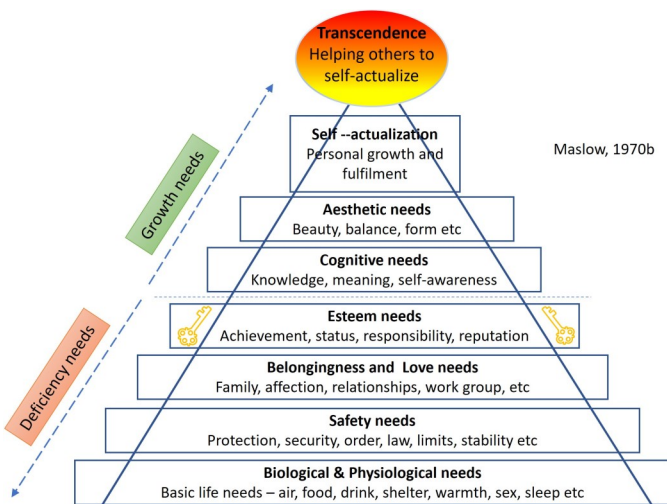 Transcendence
Helping others to
self-actualize
Growth needs
Self --actualization
Personal growth and
fulfilment
Maslow, 1970b
Aesthetic needs
Beauty, balance, form etc
Cognitive needs
Knowledge, meaning, self-awareness
Deficiency needs
Esteem needs
Achievement, status, responsibility, reputation
Belongingness and Love needs
Family, affection, relationships, work group, etc
Safety needs
Protection, security, order, law, limits, stability etc
Biological & Physiological needs
Basic life needs – air, food, drink, shelter, warmth, sex, sleep etc